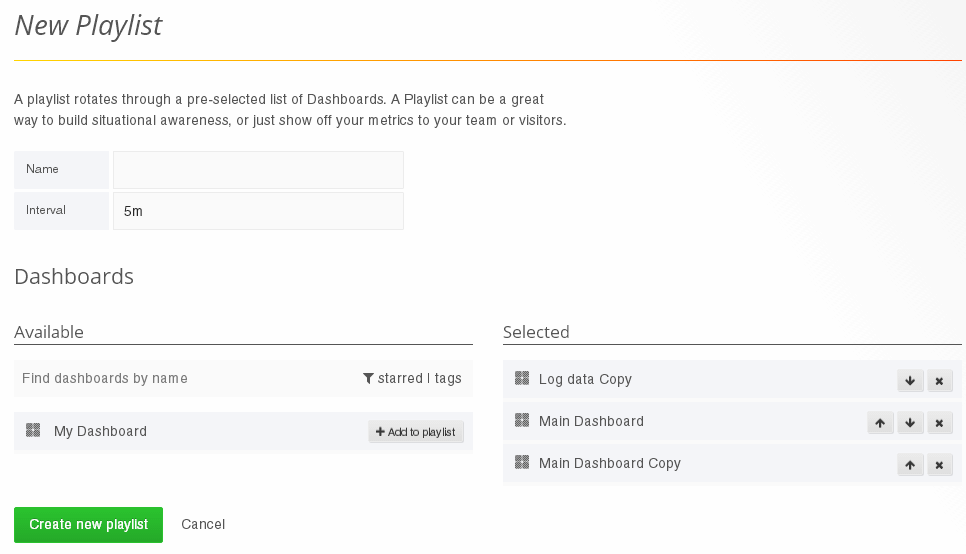 New Playlist
A playlist rotates through a pre-selected list of Dashboards. A Playlist can be a great
way to build situational awareness, or just show off your metrics to your team or visitors.
Name
Interval 5m
Dashboards
Available
Find dashboards by name starred | tags
My Dashboard Add to playlist
Selected
Log data Copy
Main Dashboard
Main Dashboard Copy
Create new playlist Cancel